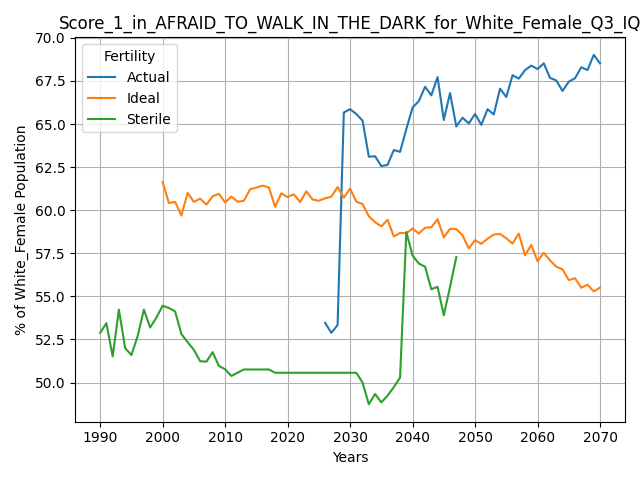 Score_1_in_AFRAID_TO_WALK_IN_THE_DARK_for_White_Female_Q3_IQ
Fertility
Actual
Ideal
Sterile
% of White_Female Population
70.0
67.5
65.0
62.5
60.0
57.5
55.0
52.5
50.0
1990 2000 2010 2020 2030 2040 2050 2060 2070
Years